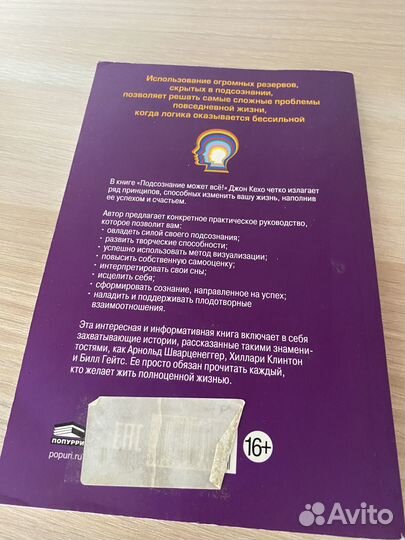 Использование огромных резервов,
скрытых в подсознании,
позволяет решать самые сложные проблемы
повседневной жизни,
когда логика оказывается бессильной
В книге «Подсознание может всё!» Джон Кехо четко излагает
ряд принципов, способных изменить вашу жизнь, наполнив
ее успехом и счастьем.
Автор предлагает конкретное практическое руководство,
которое позволит вам:
• овладеть силой своего подсознания;
• развить творческие способности;
• успешно использовать метод визуализации;
• повысить собственную самооценку;
• интерпретировать свои сны;
• исцелить себя;
• сформировать сознание, направленное на успех;
• наладить и поддерживать плодотворные
взаимоотношения.
Эта интересная и информативная книга включает в себя
захватывающие истории, рассказанные такими знамени-
тостями, как Арнольд Шварценеггер, Хиллари Клинтон
и Билл Гейтс. Ее просто обязан прочитать каждый,
кто желает жить полноценной жизнью.
ПОПУРРИ
popuri.ru
16+
Avito